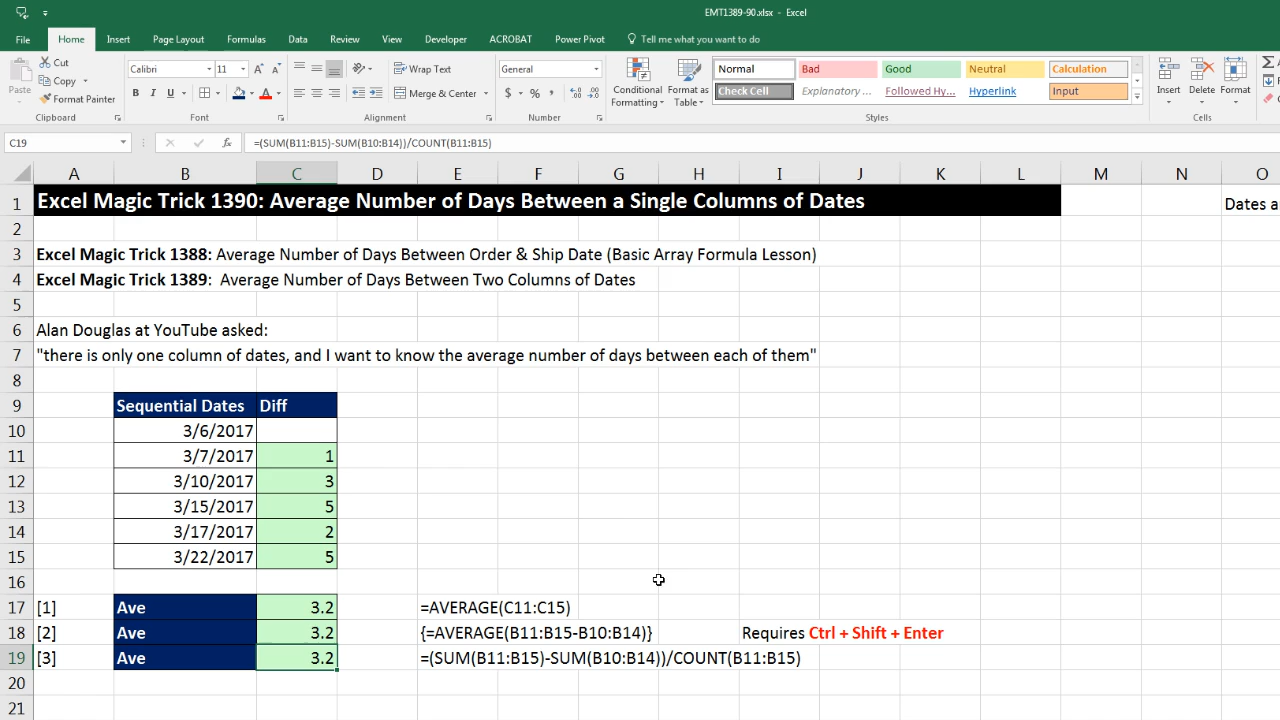 EMT1389-90.xlsx - Excel
File Home Insert Page Layout Formulas Data Review View Developer ACROBAT Power Pivot Tell me what you want to do
Paste
Cut
Copy
Format Painter
Clipboard
Calibri 11
B I U
Font
Wrap Text
Merge & Center
Alignment
General
$ % ,
Number
Conditional Formatting
Format as Table
Normal Bad Good Neutral Calculation
Check Cell Explanatory ... Followed Hy... Hyperlink Input
Styles
Insert Delete Format
Cells
C19 fx =(SUM(B11:B15)-SUM(B10:B14))/COUNT(B11:B15)
A B C D E F G H I J K L M N O
1 Excel Magic Trick 1390: Average Number of Days Between a Single Columns of Dates Dates a
2
3 Excel Magic Trick 1388: Average Number of Days Between Order & Ship Date (Basic Array Formula Lesson)
4 Excel Magic Trick 1389: Average Number of Days Between Two Columns of Dates
5
6 Alan Douglas at YouTube asked:
7 "there is only one column of dates, and I want to know the average number of days between each of them"
8
9 Sequential Dates Diff
10 3/6/2017
11 3/7/2017 1
12 3/10/2017 3
13 3/15/2017 5
14 3/17/2017 2
15 3/22/2017 5
16
17 [1] Ave 3.2 =AVERAGE(C11:C15)
18 [2] Ave 3.2 {=AVERAGE(B11:B15-B10:B14)} Requires Ctrl + Shift + Enter
19 [3] Ave 3.2 =(SUM(B11:B15)-SUM(B10:B14))/COUNT(B11:B15)
20
21